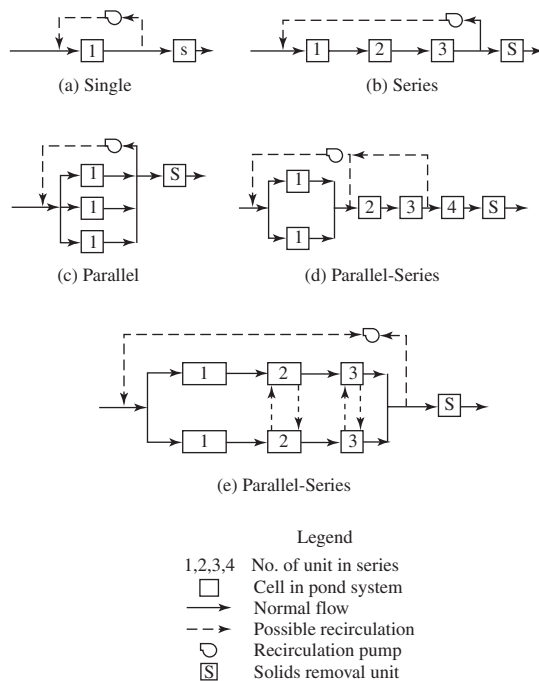 1
s
(a) Single
1 2 3 S
(b) Series
1
1
1
S
(c) Parallel
1
1
2 3 4 S
(d) Parallel-Series
1 2 3
1 2 3
S
(e) Parallel-Series
Legend
1,2,3,4 No. of unit in series
Cell in pond system
Normal flow
Possible recirculation
Recirculation pump
S Solids removal unit